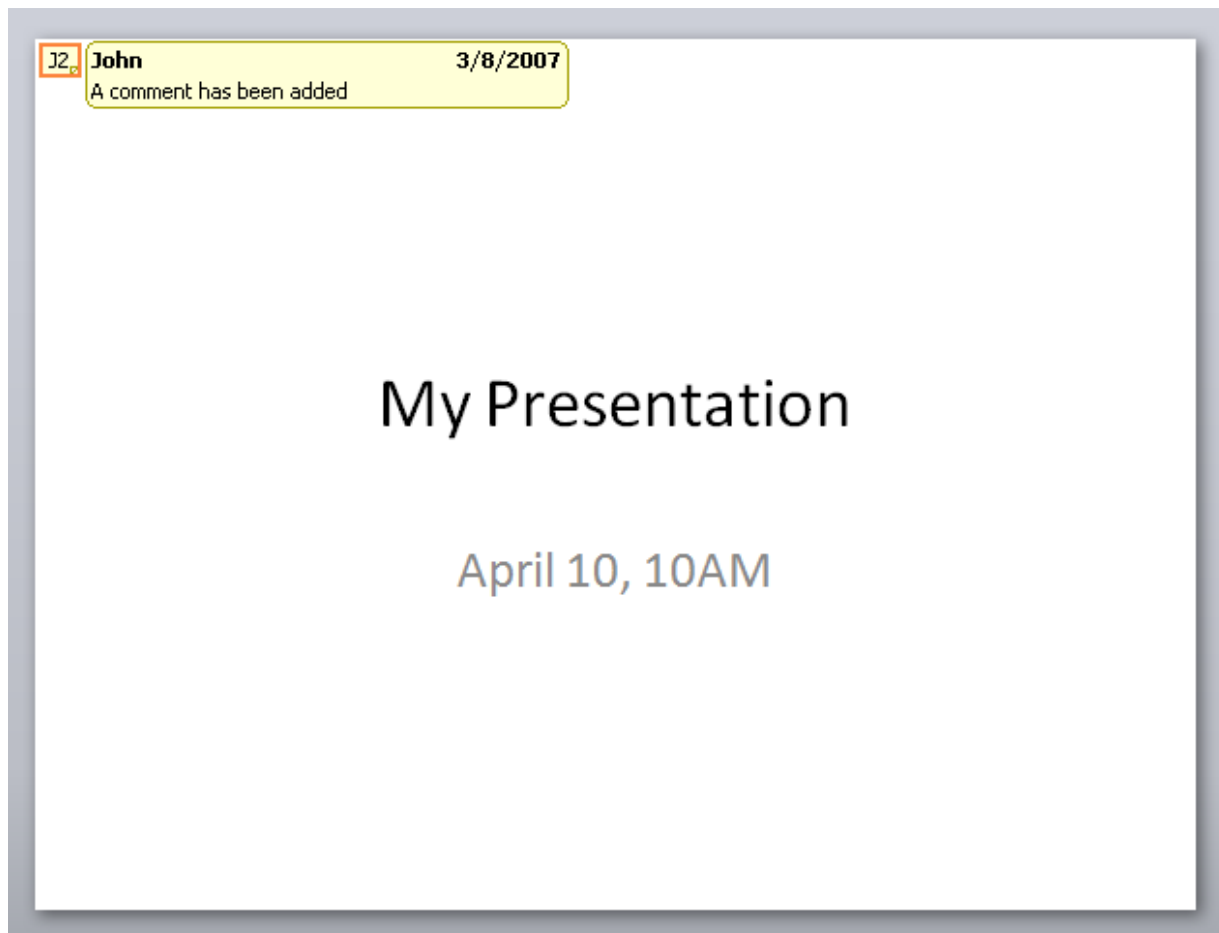 J2 John 3/8/2007
A comment has been added
My Presentation
April 10, 10AM